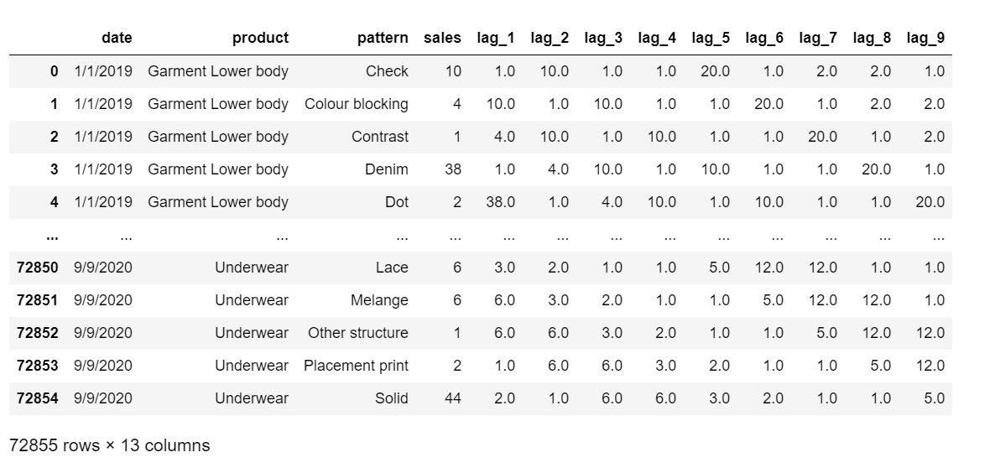 date product pattern sales lag_1 lag_2 lag_3 lag_4 lag_5 lag_6 lag_7 lag_8 lag_9
0 1/1/2019 Garment Lower body Check 10 1.0 10.0 1.0 1.0 20.0 1.0 2.0 2.0 1.0
1 1/1/2019 Garment Lower body Colour blocking 4 10.0 1.0 10.0 1.0 1.0 20.0 1.0 2.0 2.0
2 1/1/2019 Garment Lower body Contrast 1 4.0 10.0 1.0 10.0 1.0 1.0 20.0 1.0 2.0
3 1/1/2019 Garment Lower body Denim 38 1.0 4.0 10.0 1.0 10.0 1.0 1.0 20.0 1.0
4 1/1/2019 Garment Lower body Dot 2 38.0 1.0 4.0 10.0 1.0 10.0 1.0 1.0 20.0
... ... ... ... ... ... ... ... ... ... ... ... ... ...
72850 9/9/2020 Underwear Lace 6 3.0 2.0 1.0 1.0 5.0 12.0 12.0 1.0 1.0
72851 9/9/2020 Underwear Melange 6 6.0 3.0 2.0 1.0 1.0 5.0 12.0 12.0 1.0
72852 9/9/2020 Underwear Other structure 1 6.0 6.0 3.0 2.0 1.0 1.0 5.0 12.0 12.0
72853 9/9/2020 Underwear Placement print 2 1.0 6.0 6.0 3.0 2.0 1.0 1.0 5.0 12.0
72854 9/9/2020 Underwear Solid 44 2.0 1.0 6.0 6.0 3.0 2.0 1.0 1.0 5.0
72855 rows × 13 columns